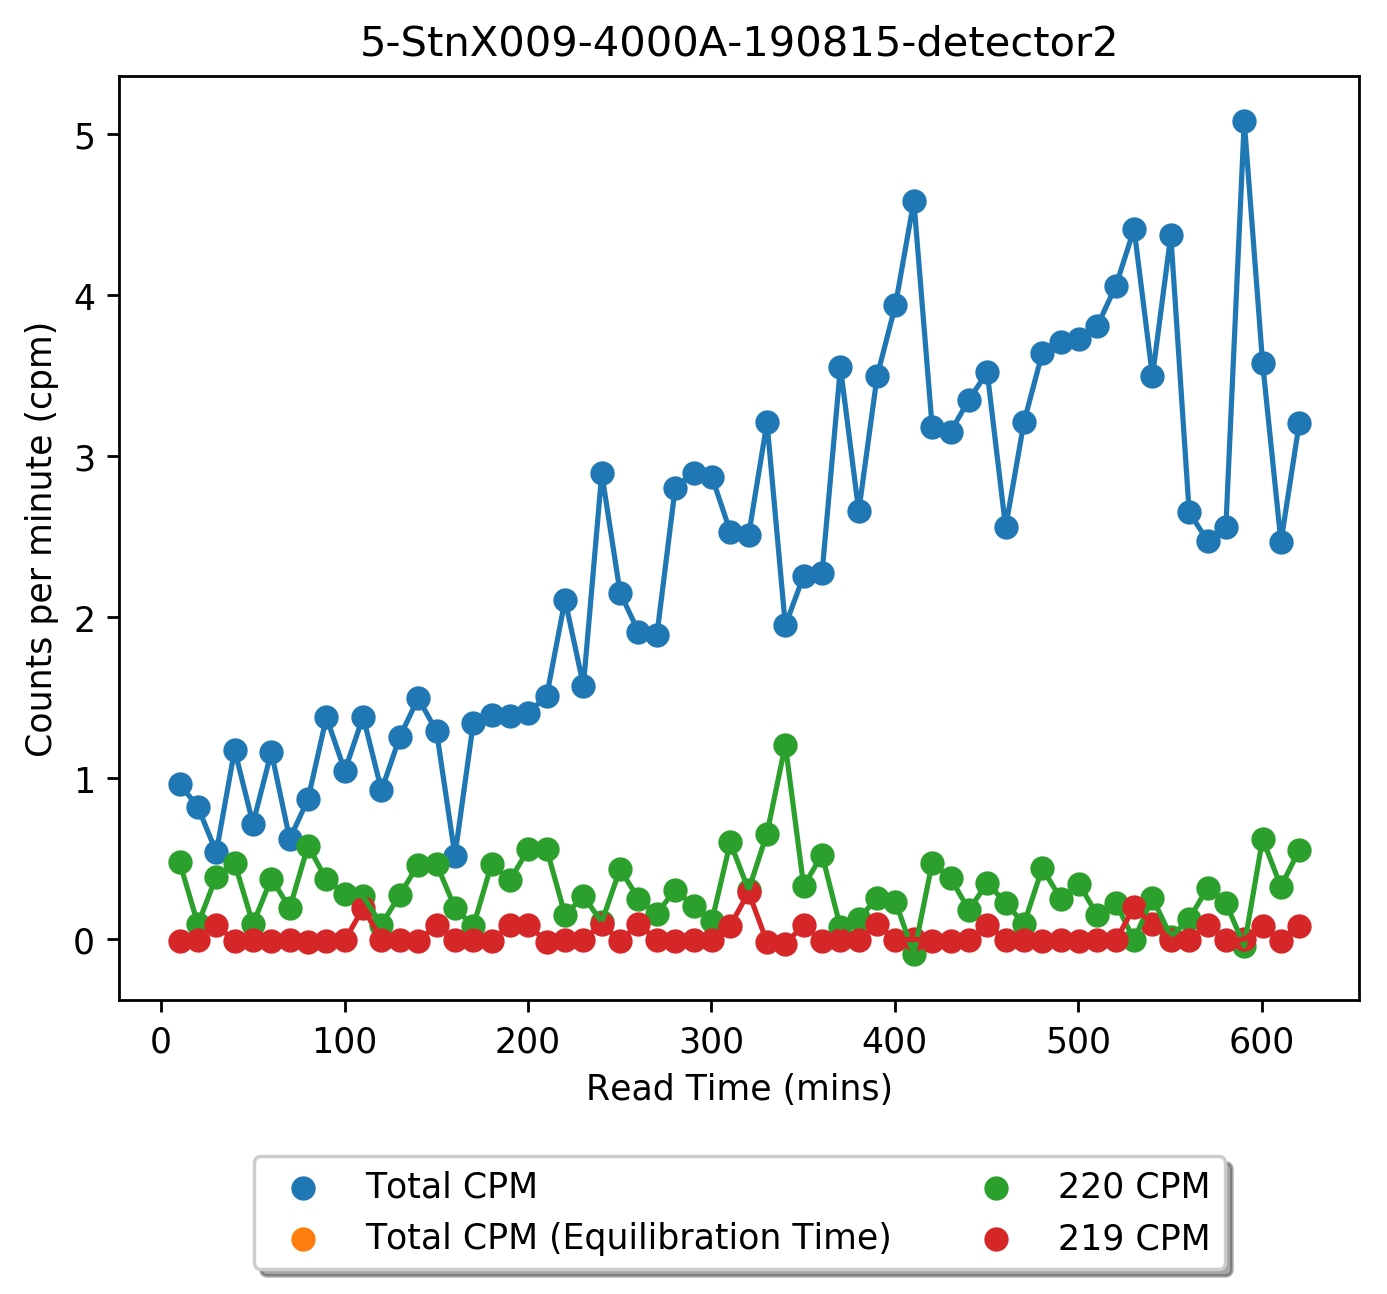 5-StnX009-4000A-190815-detector2
5
4
3
2
1
0
Counts per minute (cpm)
0 100 200 300 400 500 600
Read Time (mins)
Total CPM
Total CPM (Equilibration Time)
220 CPM
219 CPM